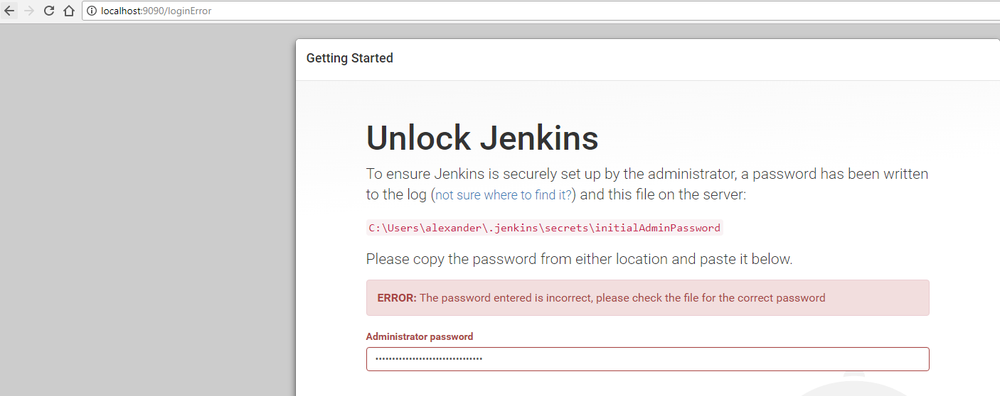 localhost:9090/loginError
Getting Started
Unlock Jenkins
To ensure Jenkins is securely set up by the administrator, a password has been written
to the log (not sure where to find it?) and this file on the server:
C:\Users\alexander\.jenkins\secrets\initialAdminPassword
Please copy the password from either location and paste it below.
ERROR: The password entered is incorrect, please check the file for the correct password
Administrator password